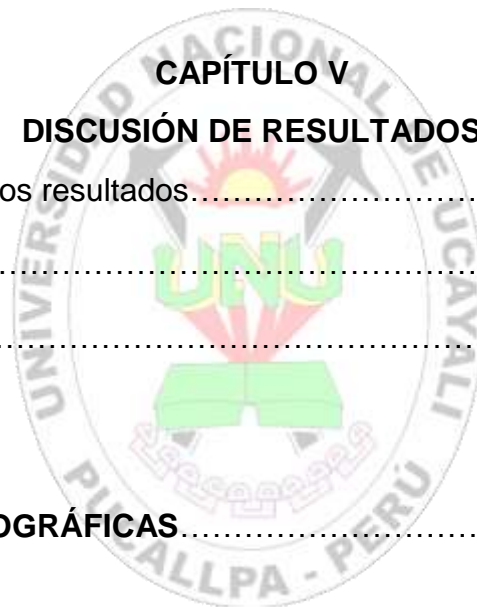 CAPÍTULO V
DISCUSIÓN DE RESULTADOS
os resultados……………………………
……………………………………………
……………………………………………
OGRÁFICAS……………………………
UNIVERSIDAD NACIONAL DE UCAYALI
UNU
PUCALLPA - PERÚ